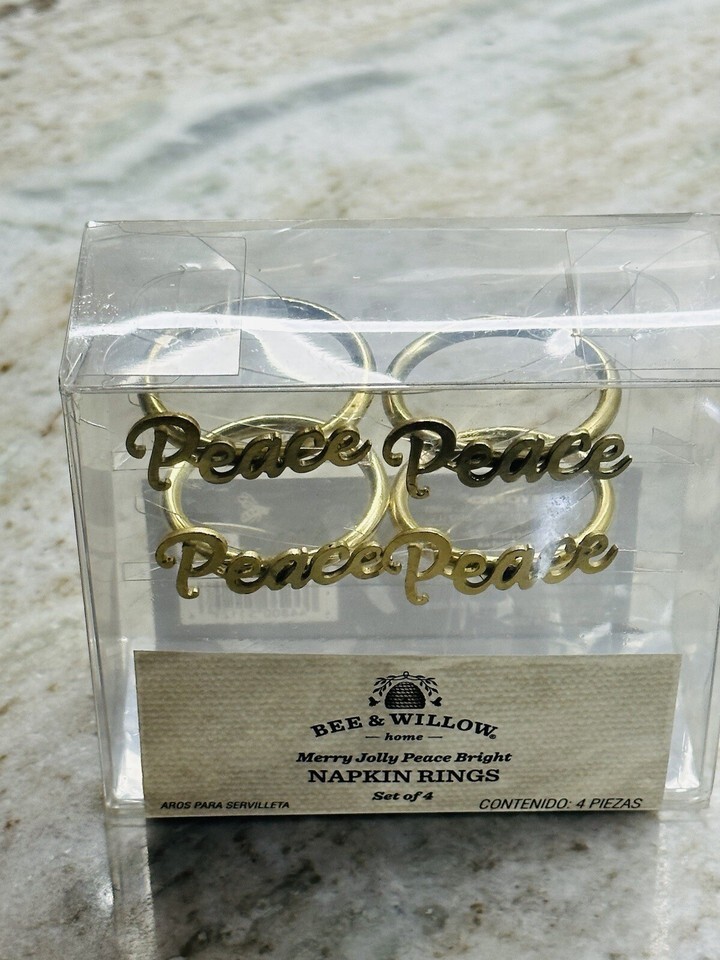 Peace Peace
Peace Peace
BEE & WILLOW®
— home —
Merry Jolly Peace Bright
NAPKIN RINGS
Set of 4
AROS PARA SERVILLETA
CONTENIDO: 4 PIEZAS